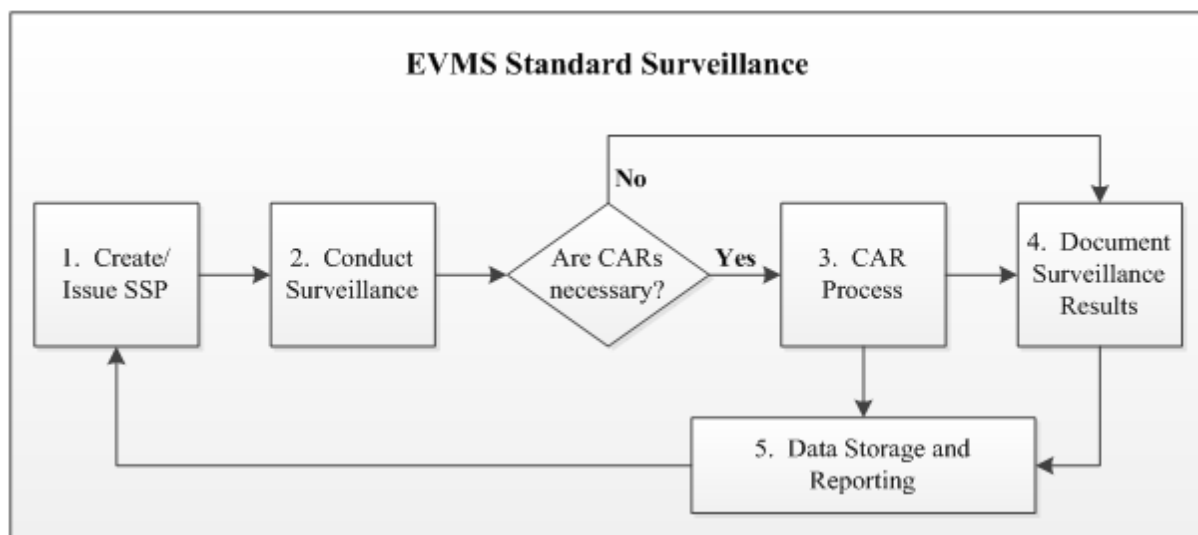 EVMS Standard Surveillance
No
1. Create/
Issue SSP
2. Conduct
Surveillance
Are CARs
necessary?
Yes
3. CAR
Process
4. Document
Surveillance
Results
5. Data Storage and
Reporting